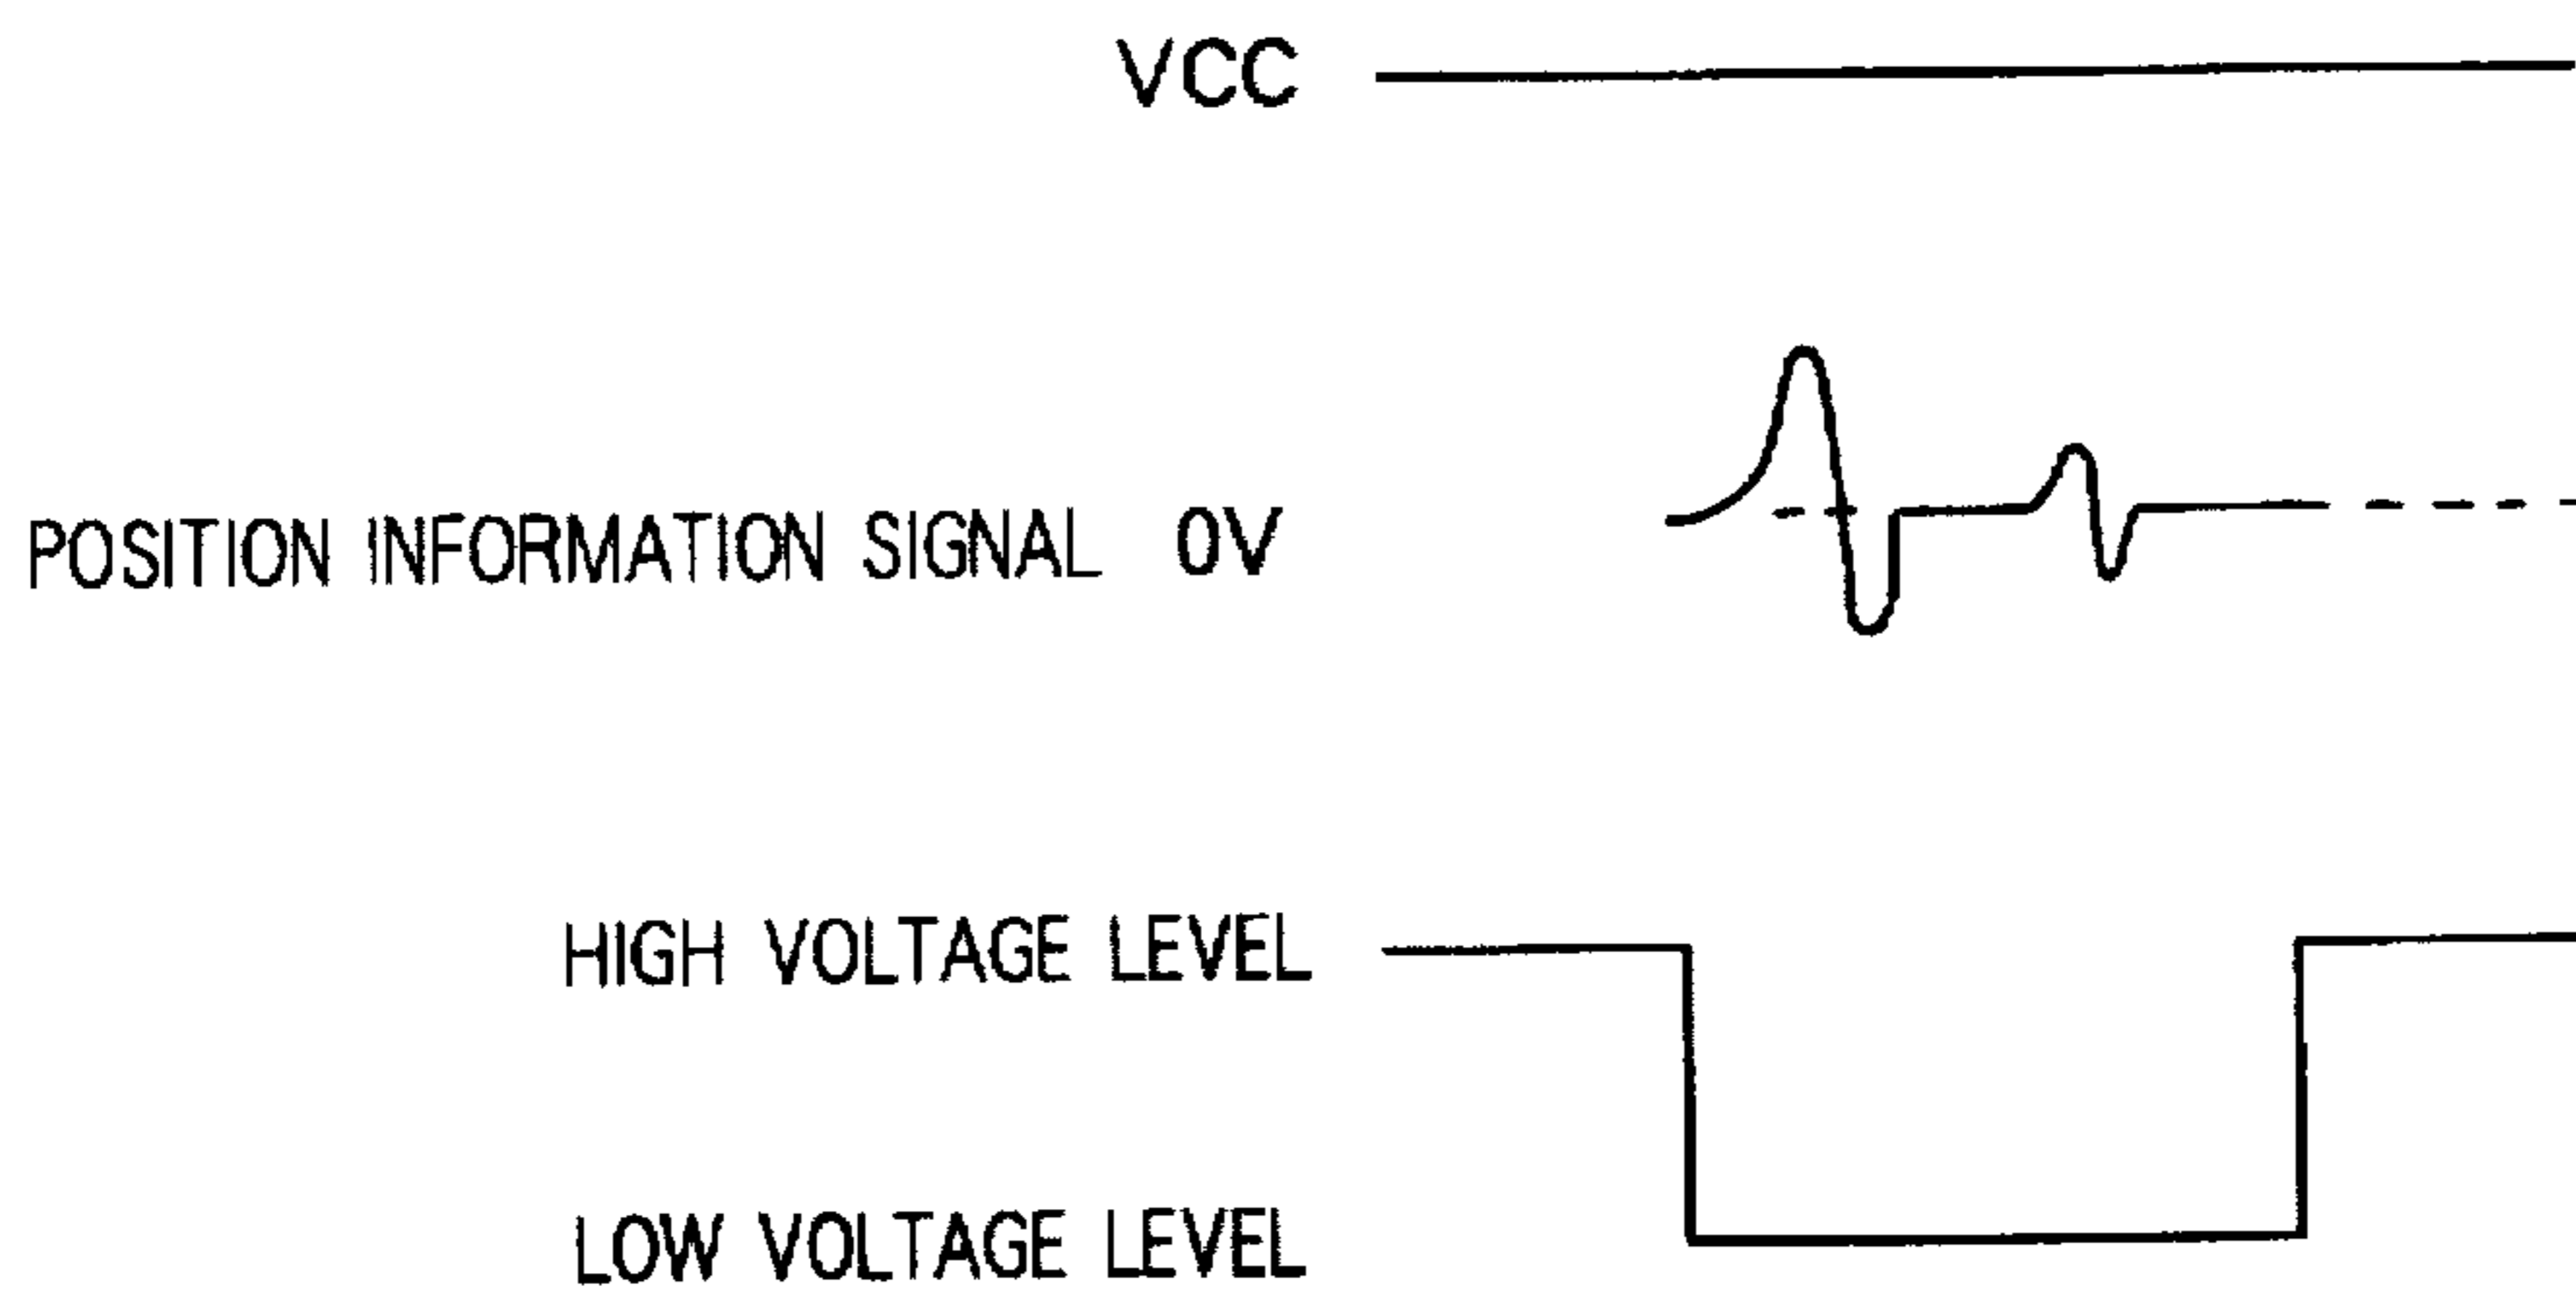 VCC
POSITION INFORMATION SIGNAL 0V
HIGH VOLTAGE LEVEL
LOW VOLTAGE LEVEL